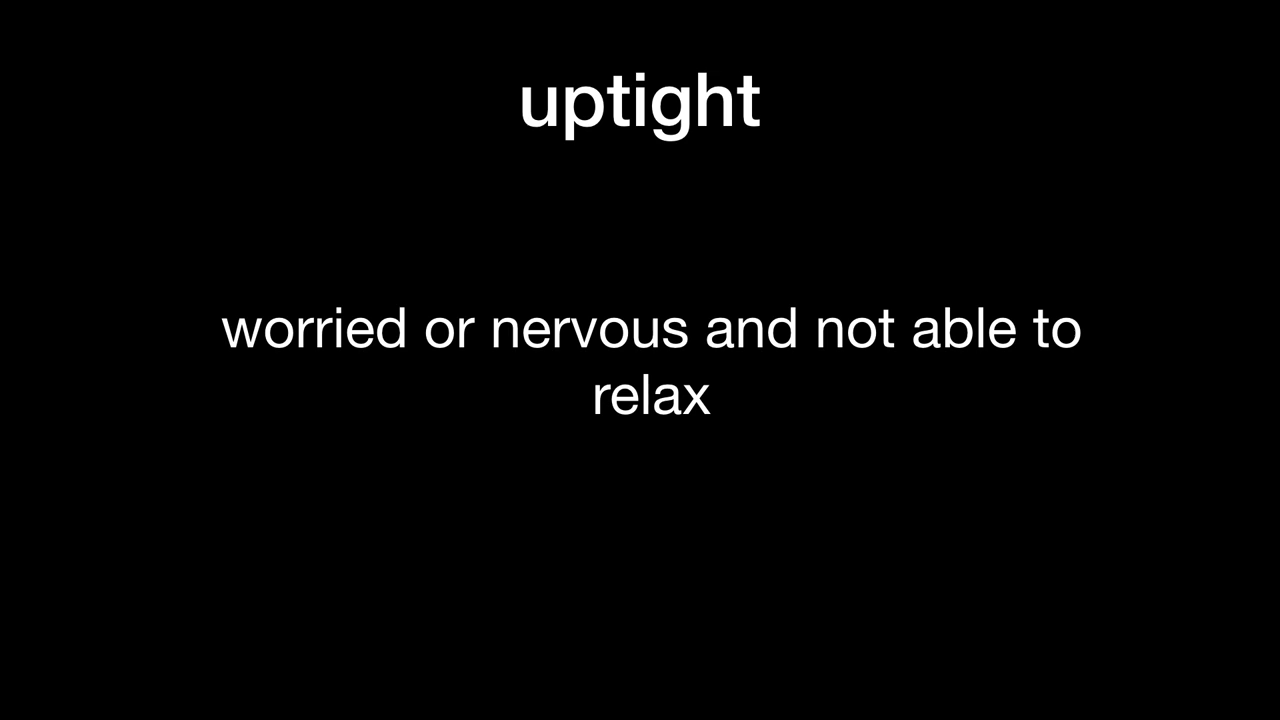 uptight
worried or nervous and not able to
relax